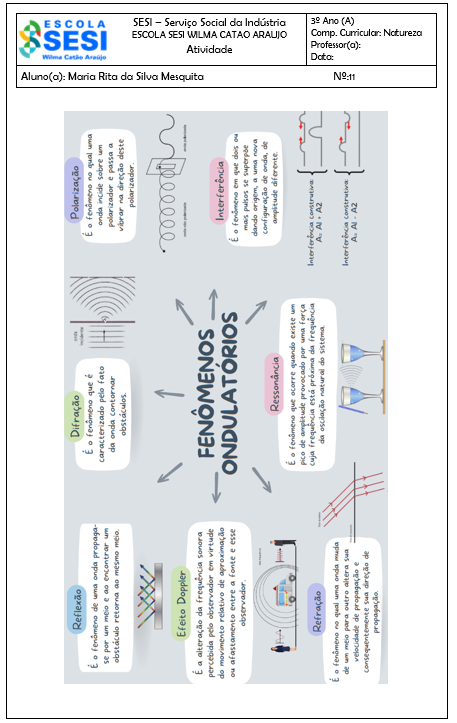 ESCOLA
SESI
Wilma Catão Araújo
SESI – Serviço Social da Indústria
ESCOLA SESI WILMA CATAO ARAUJO
Atividade
3º Ano (A)
Comp. Curricular: Natureza
Professor(a):
Data:
Aluno(a): Maria Rita da Silva Mesquita
Nº:11
FENÔMENOS
ONDULATÓRIOS
Reflexão
É o fenômeno de uma onda propaga-
se por um meio e ao encontrar um
obstáculo retorna ao mesmo meio.
Difração
É o fenômeno que é
caracterizado pelo fato
da onda contornar
obstáculos.
onda
incidente
Polarização
É o fenômeno no qual uma
onda incide sobre um
polarizador e passa a
vibrar na direção deste
polarizador.
Efeito Doppler
É a alteração da frequência sonora
percebida pelo observador em virtude
do movimento relativo de aproximação
ou afastamento entre a fonte e esse
observador.
Interferência
É o fenômeno em que dois ou
mais pulsos se superpõe
dando origem, a uma nova
configuração de onda, de
amplitude diferente.
Interferência construtiva:
A: Al + A2
Interferência construtiva:
A: Al - A2
Refração
É o fenômeno no qual uma onda muda
de um meio para outro altera sua
velocidade de propagação e
consequentemente sua direção de
propagação.
Ressonância
É o fenômeno que ocorre quando existe um
pico de amplitude provocado por uma força
cuja frequência está próxima da frequência
da oscilação natural do sistema.